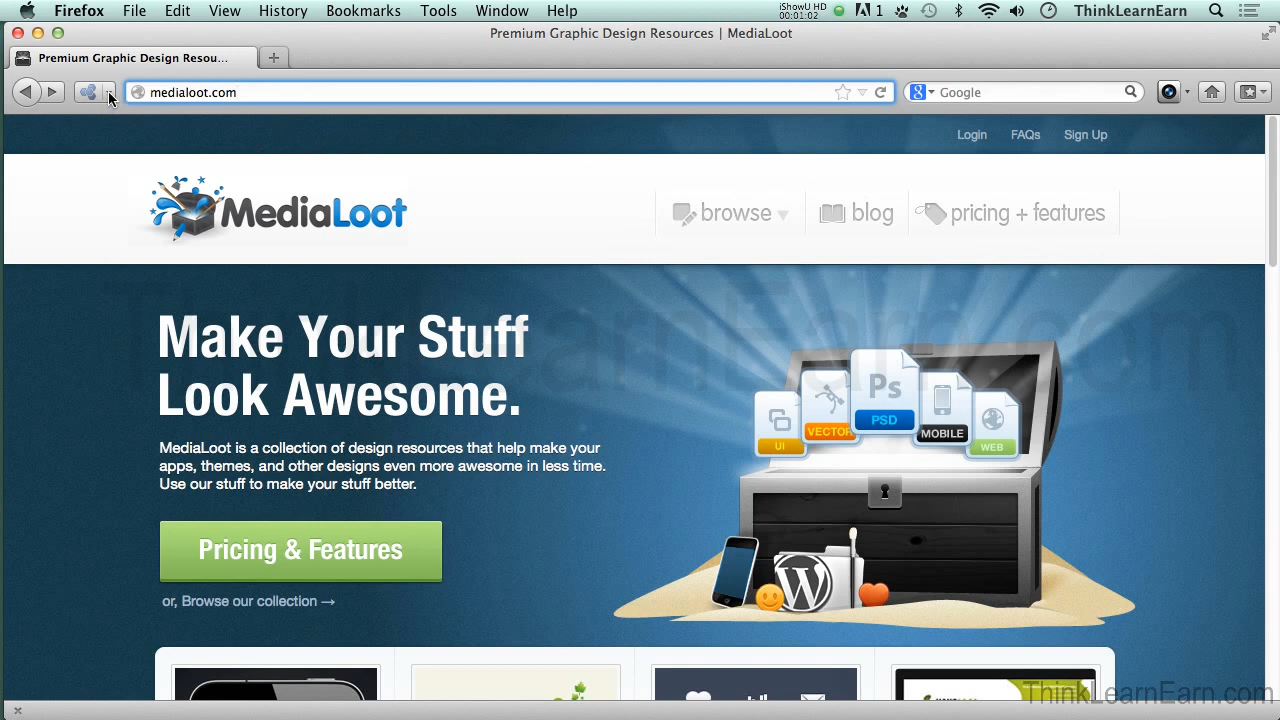 Firefox File Edit View History Bookmarks Tools Window Help iShowU HD 00:01:02 1 ThinkLearnEarn
Premium Graphic Design Resources | MediaLoot
Premium Graphic Design Resou...
medialoot.com
Google
Login FAQs Sign Up
MediaLoot
browse blog pricing + features
ThinkLearnEarn.com
Make Your Stuff
Look Awesome.
MediaLoot is a collection of design resources that help make your
apps, themes, and other designs even more awesome in less time.
Use our stuff to make your stuff better.
Ps
UI VECTOR PSD MOBILE WEB
Pricing & Features
or, Browse our collection →
ThinkLearnEarn.com